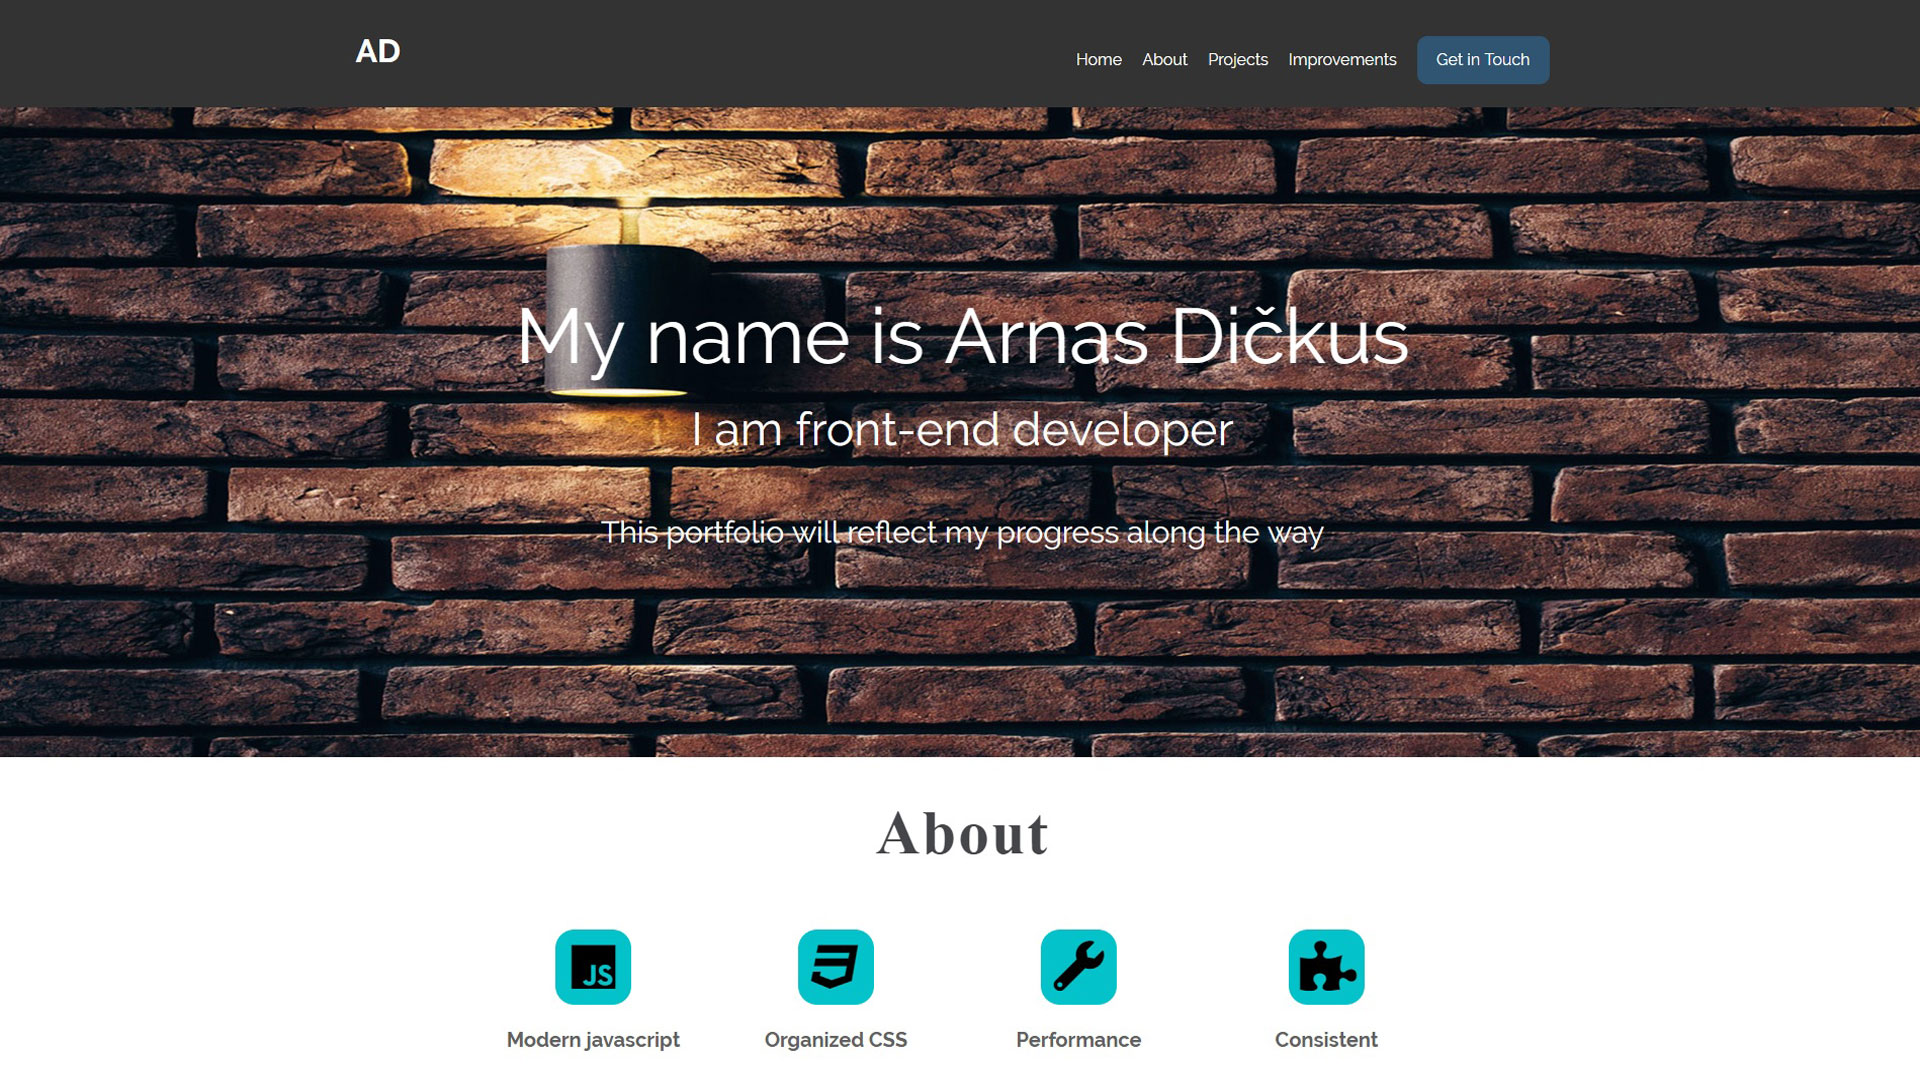 AD
Home About Projects Improvements Get in Touch
My name is Arnas Dičkus
I am front-end developer
This portfolio will reflect my progress along the way
About
JS
Modern javascript Organized CSS Performance Consistent